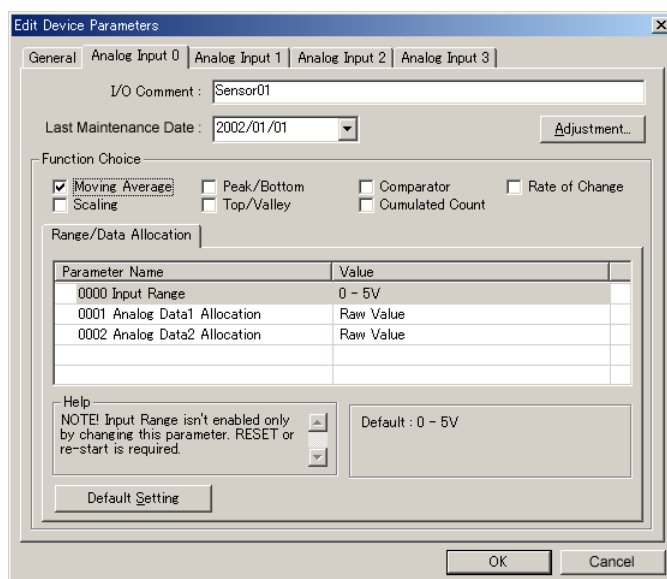 Edit Device Parameters
General Analog Input 0 Analog Input 1 Analog Input 2 Analog Input 3
I/O Comment : Sensor01
Last Maintenance Date : 2002/01/01 Adjustment...
Function Choice
Moving Average Peak/Bottom Comparator Rate of Change
Scaling Top/Valley Cumulated Count
Range/Data Allocation
Parameter Name Value
0000 Input Range 0 - 5V
0001 Analog Data1 Allocation Raw Value
0002 Analog Data2 Allocation Raw Value
Help
NOTE! Input Range isn't enabled only
by changing this parameter. RESET or
re-start is required.
Default : 0 - 5V
Default Setting
OK Cancel